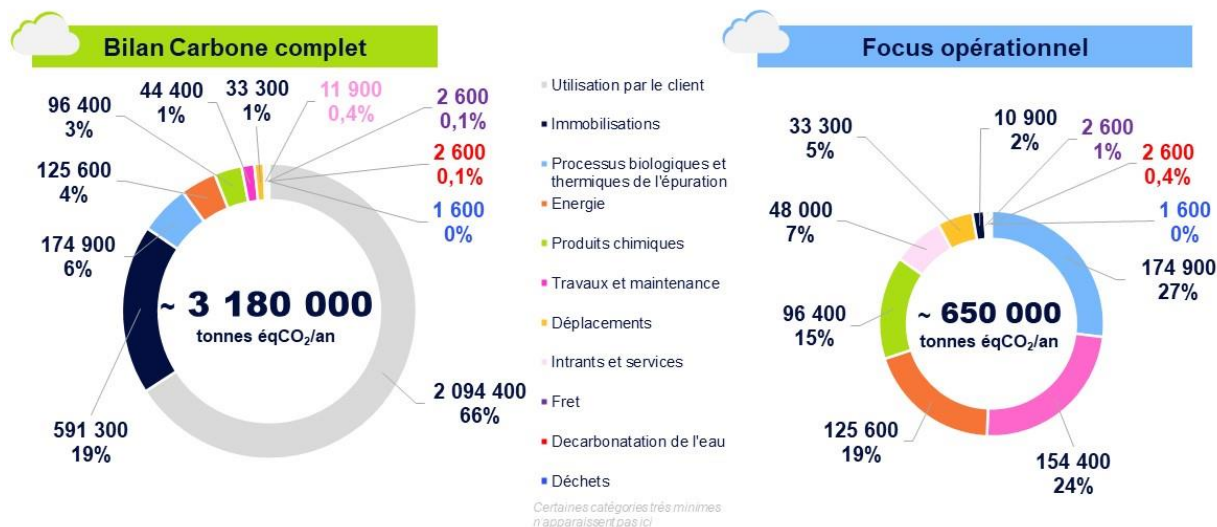 Bilan Carbone complet
44 400
1%
33 300
1%
11 900
0,4%
96 400
3%
2 600
0,1%
125 600
4%
2 600
0,1%
174 900
6%
1 600
0%
~ 3 180 000
tonnes éqCO₂/an
591 300
19%
2 094 400
66%
Utilisation par le client
Immobilisations
Processus biologiques et
thermiques de l'épuration
Energie
Produits chimiques
Travaux et maintenance
Déplacements
Intrants et services
Fret
Decarbonatation de l'eau
Déchets
Certaines catégories très minimes
n'apparaissent pas ici
Focus opérationnel
33 300
5%
10 900
2%
2 600
1%
2 600
0,4%
48 000
7%
1 600
0%
174 900
27%
96 400
15%
~ 650 000
tonnes éqCO₂/an
125 600
19%
154 400
24%